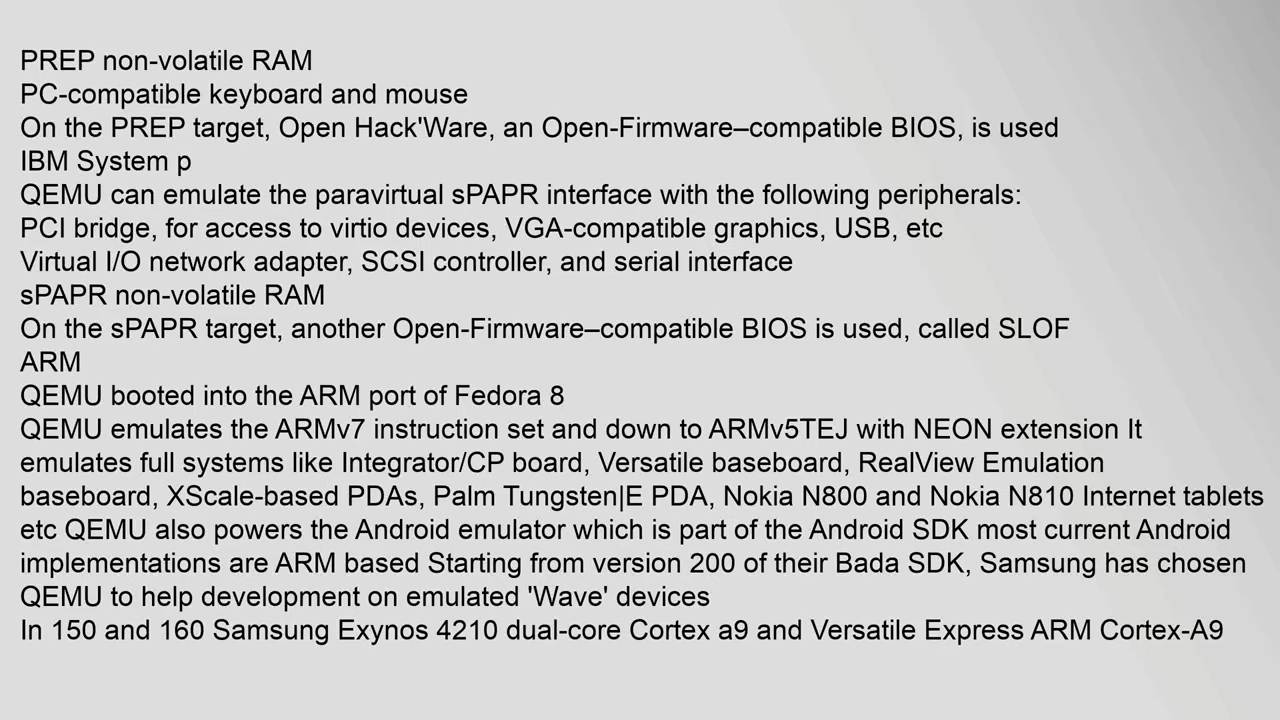 PREP non-volatile RAM
PC-compatible keyboard and mouse
On the PREP target, Open Hack'Ware, an Open-Firmware–compatible BIOS, is used
IBM System p
QEMU can emulate the paravirtual sPAPR interface with the following peripherals:
PCI bridge, for access to virtio devices, VGA-compatible graphics, USB, etc
Virtual I/O network adapter, SCSI controller, and serial interface
sPAPR non-volatile RAM
On the sPAPR target, another Open-Firmware–compatible BIOS is used, called SLOF
ARM
QEMU booted into the ARM port of Fedora 8
QEMU emulates the ARMv7 instruction set and down to ARMv5TEJ with NEON extension It
emulates full systems like Integrator/CP board, Versatile baseboard, RealView Emulation
baseboard, XScale-based PDAs, Palm Tungsten|E PDA, Nokia N800 and Nokia N810 Internet tablets
etc QEMU also powers the Android emulator which is part of the Android SDK most current Android
implementations are ARM based Starting from version 200 of their Bada SDK, Samsung has chosen
QEMU to help development on emulated 'Wave' devices
In 150 and 160 Samsung Exynos 4210 dual-core Cortex a9 and Versatile Express ARM Cortex-A9